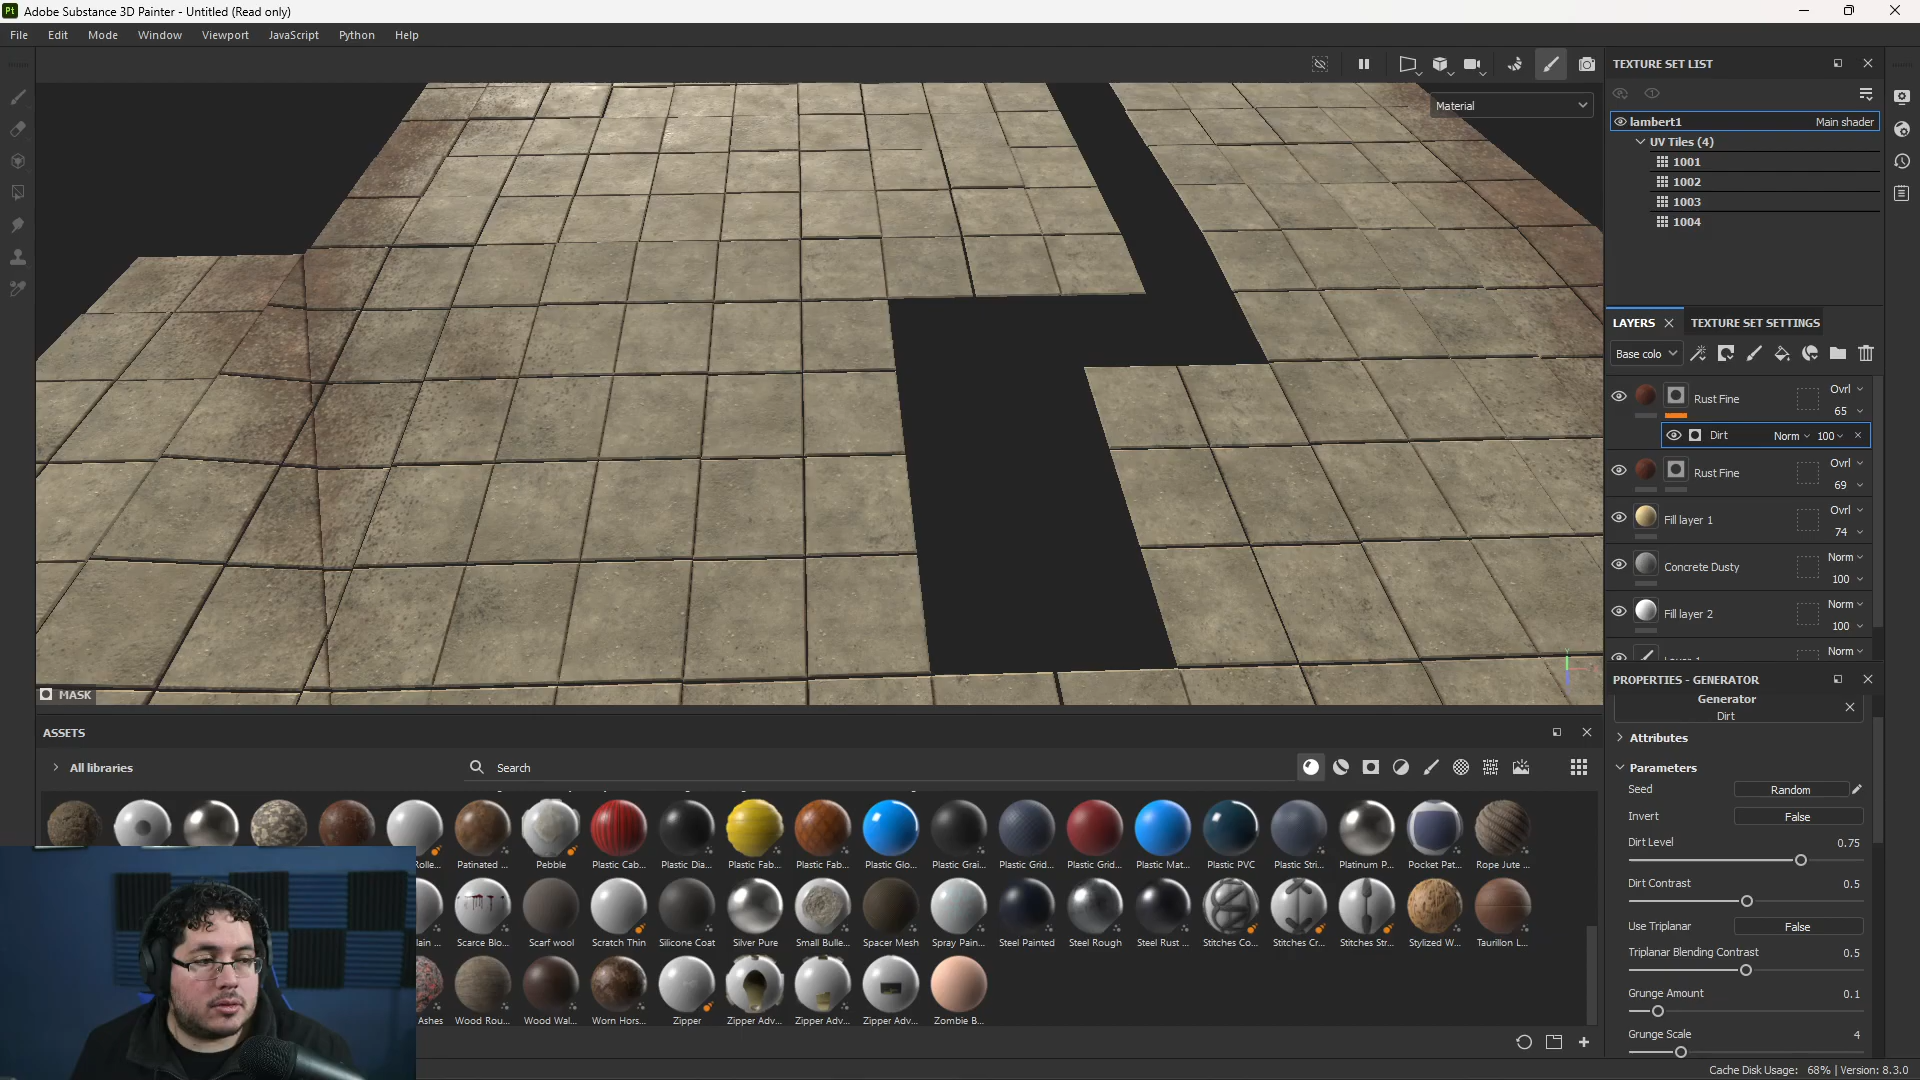 Pt Adobe Substance 3D Painter - Untitled (Read only)
File Edit Mode Window Viewport JavaScript Python Help
Material
MASK
TEXTURE SET LIST
lambert1 Main shader
UV Tiles (4)
1001
1002
1003
1004
LAYERS TEXTURE SET SETTINGS
Base colo
Rust Fine Ovrl
65
Dirt Norm 100
Rust Fine Ovrl
69
Fill layer 1 Ovrl
74
Concrete Dusty Norm
100
Fill layer 2 Norm
100
Norm
PROPERTIES - GENERATOR
Generator
Dirt
Attributes
Parameters
Seed Random
Invert False
Dirt Level 0.75
Dirt Contrast 0.5
Use Triplanar False
Triplanar Blending Contrast 0.5
Grunge Amount 0.1
Grunge Scale 4
ASSETS
All libraries Search
Rolle... Patinated ... Pebble Plastic Cab... Plastic Dia... Plastic Fab... Plastic Fab... Plastic Glo... Plastic Grai... Plastic Grid... Plastic Grid... Plastic Mat... Plastic PVC Plastic Stri... Platinum P... Pocket Pat... Rope Jute ...
ain ... Scarce Blo... Scarf wool Scratch Thin Silicone Coat Silver Pure Small Bulle... Spacer Mesh Spray Pain... Steel Painted Steel Rough Steel Rust ... Stitches Co... Stitches Cr... Stitches Str... Stylized W... Taurillon L...
Ashes Wood Rou... Wood Wal... Worn Hors... Zipper Zipper Adv... Zipper Adv... Zipper Adv... Zombie B...
Cache Disk Usage: 68% | Version: 8.3.0